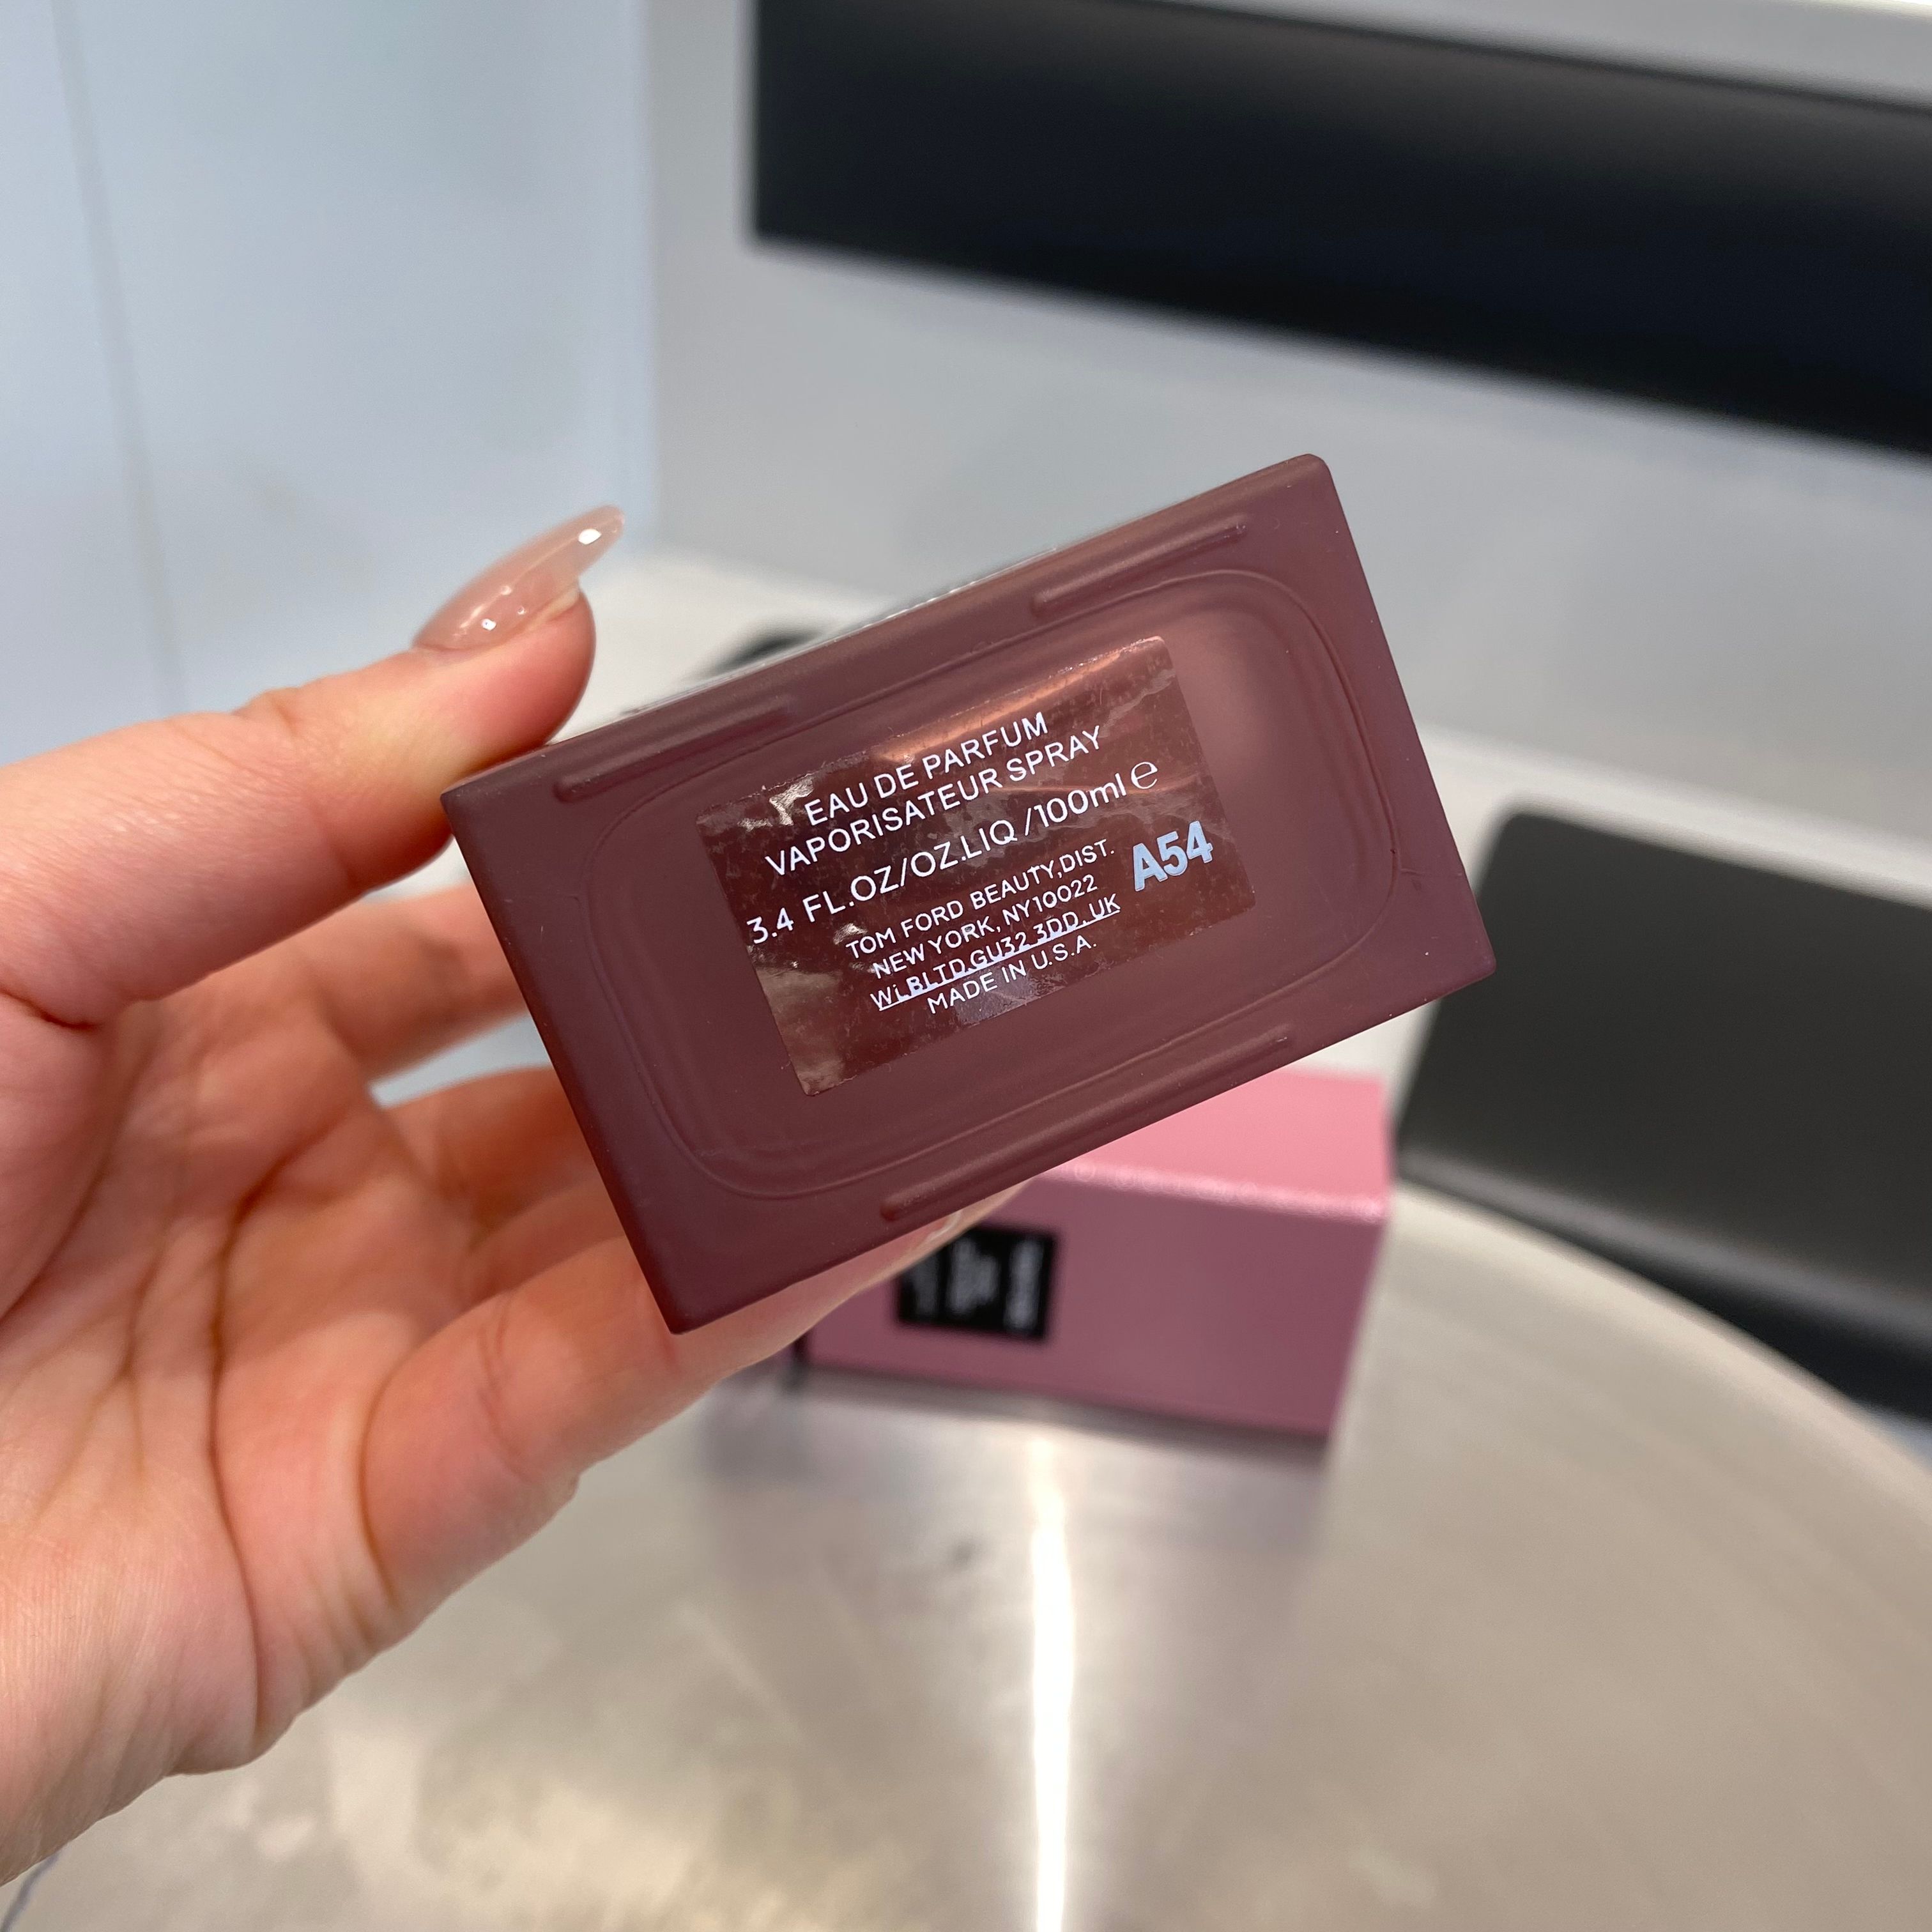 EAU DE PARFUM
VAPORISATEUR SPRAY
3.4 FL.OZ/OZ.LIQ /100ml ℮
TOM FORD BEAUTY,DIST.
NEW YORK, NY10022
WLBLTD,GU32 3DD, UK
MADE IN U.S.A.
A54